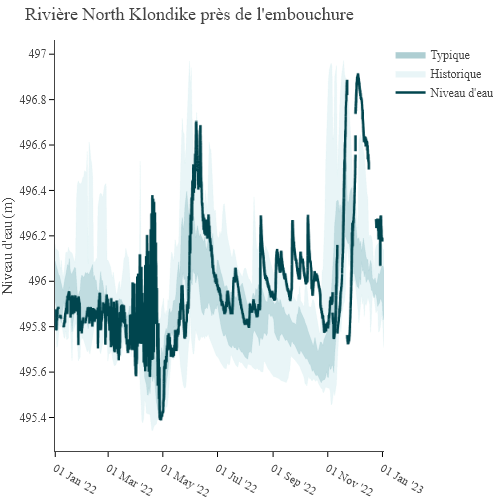 Rivière North Klondike près de l'embouchure
Typique
Historique
Niveau d'eau
Niveau d'eau (m)
497
496.8
496.6
496.4
496.2
496
495.8
495.6
495.4
01 Jan '22
01 Mar '22
01 May '22
01 Jul '22
01 Sep '22
01 Nov '22
01 Jan '23